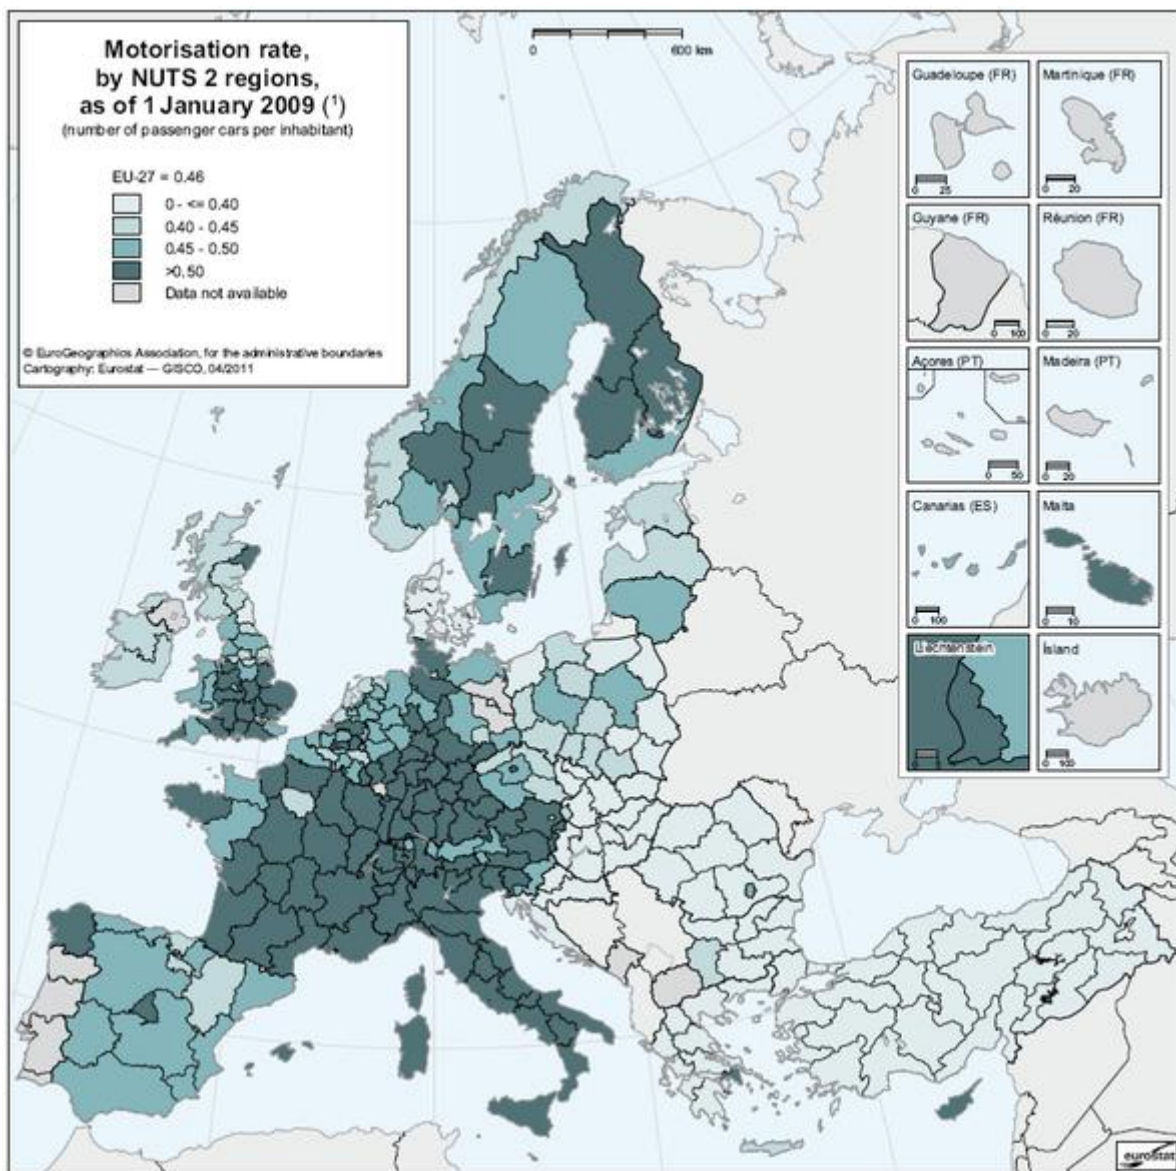 Motorisation rate,
by NUTS 2 regions,
as of 1 January 2009 (¹)
(number of passenger cars per inhabitant)
EU-27 = 0.46
0 - <= 0.40
0.40 - 0.45
0.45 - 0.50
>0.50
Data not available
© EuroGeographics Association, for the administrative boundaries
Cartography: Eurostat — GISCO, 04/2011
0 600 km
Guadeloupe (FR)
0 25
Martinique (FR)
0 20
Guyane (FR)
0 100
Réunion (FR)
0 20
Açores (PT)
0 50
Madeira (PT)
0 20
Canarias (ES)
0 100
Malta
0 10
Liechtenstein
Ísland
0 100
eurostat